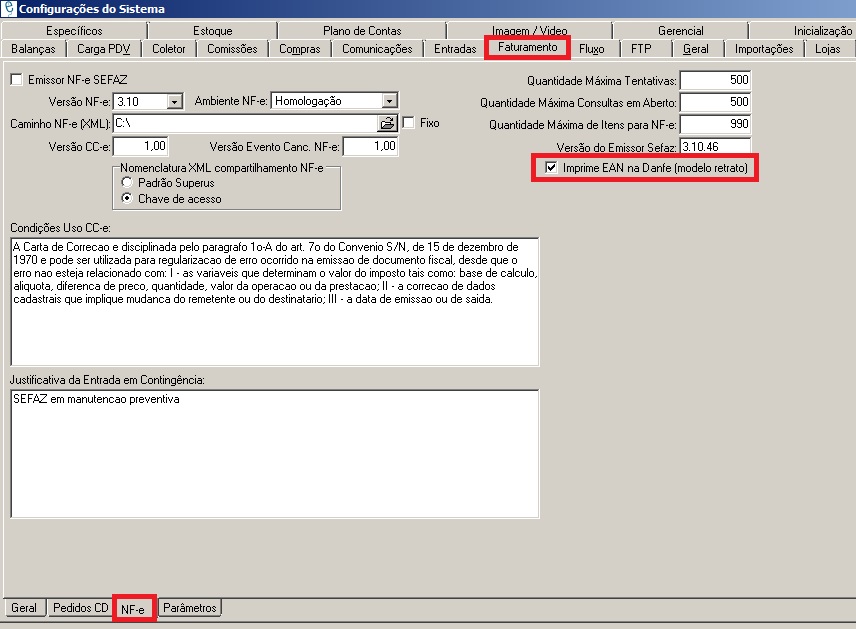 Configurações do Sistema
Específicos Estoque Plano de Contas Imagem / Video Gerencial Inicialização
Balanças Carga PDV Coletor Comissões Compras Comunicações Entradas Faturamento Fluxo FTP Geral Importações Lojas
Emissor NF-e SEFAZ
Versão NF-e: 3.10 Ambiente NF-e: Homologação
Caminho NF-e (XML): C:\ Fixo
Versão CC-e: 1,00 Versão Evento Canc. NF-e: 1,00
Nomenclatura XML compartilhamento NF-e
Padrão Superus
Chave de acesso
Quantidade Máxima Tentativas: 500
Quantidade Máxima Consultas em Aberto: 500
Quantidade Máxima de Itens para NF-e: 990
Versão do Emissor Sefaz: 3.10.46
Imprime EAN na Danfe (modelo retrato)
Condições Uso CC-e:
A Carta de Correcao e disciplinada pelo paragrafo 1o-A do art. 7o do Convenio S/N, de 15 de dezembro de
1970 e pode ser utilizada para regularizacao de erro ocorrido na emissao de documento fiscal, desde que o
erro nao esteja relacionado com: I - as variaveis que determinam o valor do imposto tais como: base de calculo,
aliquota, diferenca de preco, quantidade, valor da operacao ou da prestacao; II - a correcao de dados
cadastrais que implique mudanca do remetente ou do destinatario; III - a data de emissao ou de saida.
Justificativa da Entrada em Contingência:
SEFAZ em manutencao preventiva
Geral Pedidos CD NF-e Parâmetros